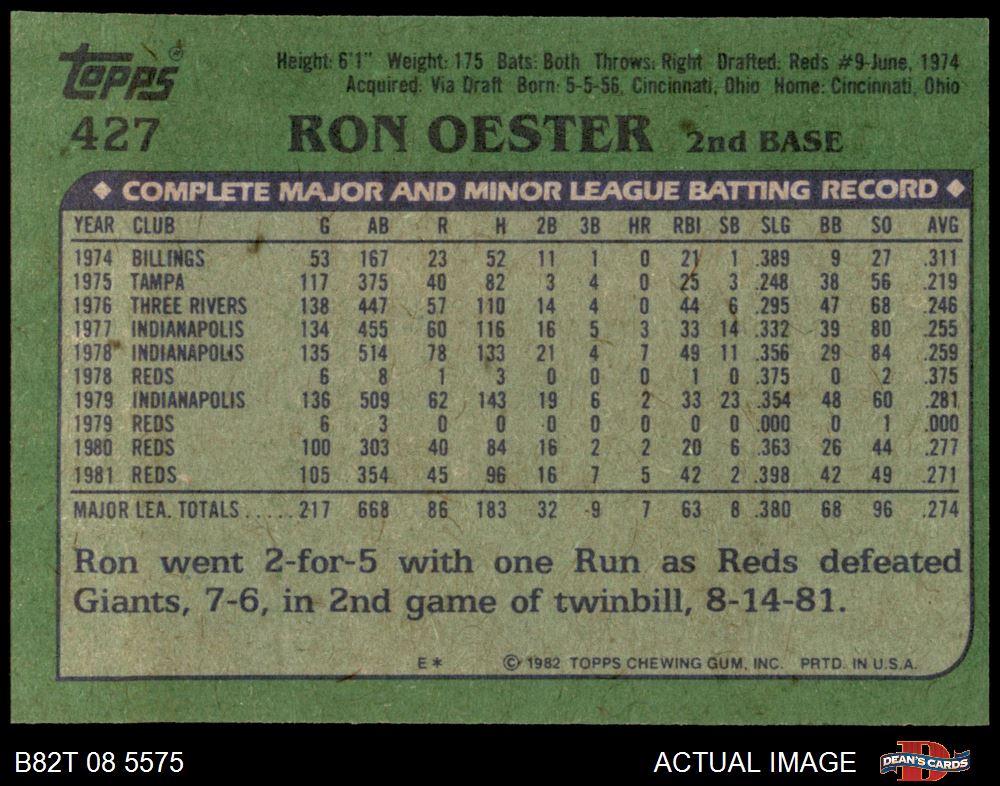 Topps®
427
Height: 6'1" Weight: 175 Bats: Both Throws: Right Drafted: Reds #9-June, 1974
Acquired: Via Draft Born: 5-5-56, Cincinnati, Ohio Home: Cincinnati, Ohio
RON OESTER 2nd BASE
◆ COMPLETE MAJOR AND MINOR LEAGUE BATTING RECORD ◆
YEAR CLUB G AB R H 2B 3B HR RBI SB SLG BB SO AVG
1974 BILLINGS 53 167 23 52 11 1 0 21 1 .389 9 27 .311
1975 TAMPA 117 375 40 82 3 4 0 25 3 .248 38 56 .219
1976 THREE RIVERS 138 447 57 110 14 4 0 44 6 .295 47 68 .246
1977 INDIANAPOLIS 134 455 60 116 16 5 3 33 14 .332 39 80 .255
1978 INDIANAPOLIS 135 514 78 133 21 4 7 49 11 .356 29 84 .259
1978 REDS 6 8 1 3 0 0 0 1 0 .375 0 2 .375
1979 INDIANAPOLIS 136 509 62 143 19 6 2 33 23 .354 48 60 .281
1979 REDS 6 3 0 0 0 0 0 0 0 .000 0 1 .000
1980 REDS 100 303 40 84 16 2 2 20 6 .363 26 44 .277
1981 REDS 105 354 45 96 16 7 5 42 2 .398 42 49 .271
MAJOR LEA. TOTALS.....217 668 86 183 32 9 7 63 8 .380 68 96 .274
Ron went 2-for-5 with one Run as Reds defeated
Giants, 7-6, in 2nd game of twinbill, 8-14-81.
E* © 1982 TOPPS CHEWING GUM, INC. PRTD. IN U.S.A.
B82T 08 5575
ACTUAL IMAGE
DEAN'S CARDS